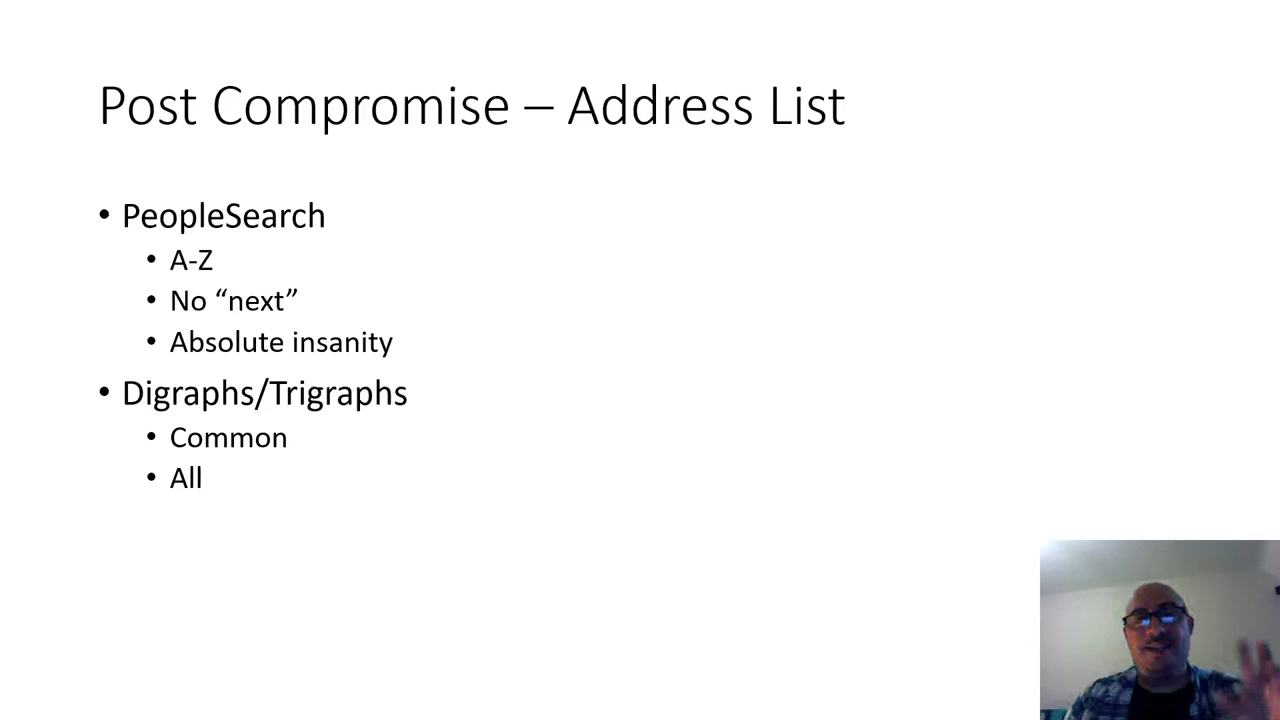 Post Compromise – Address List
• PeopleSearch
• A-Z
• No “next”
• Absolute insanity
• Digraphs/Trigraphs
• Common
• All